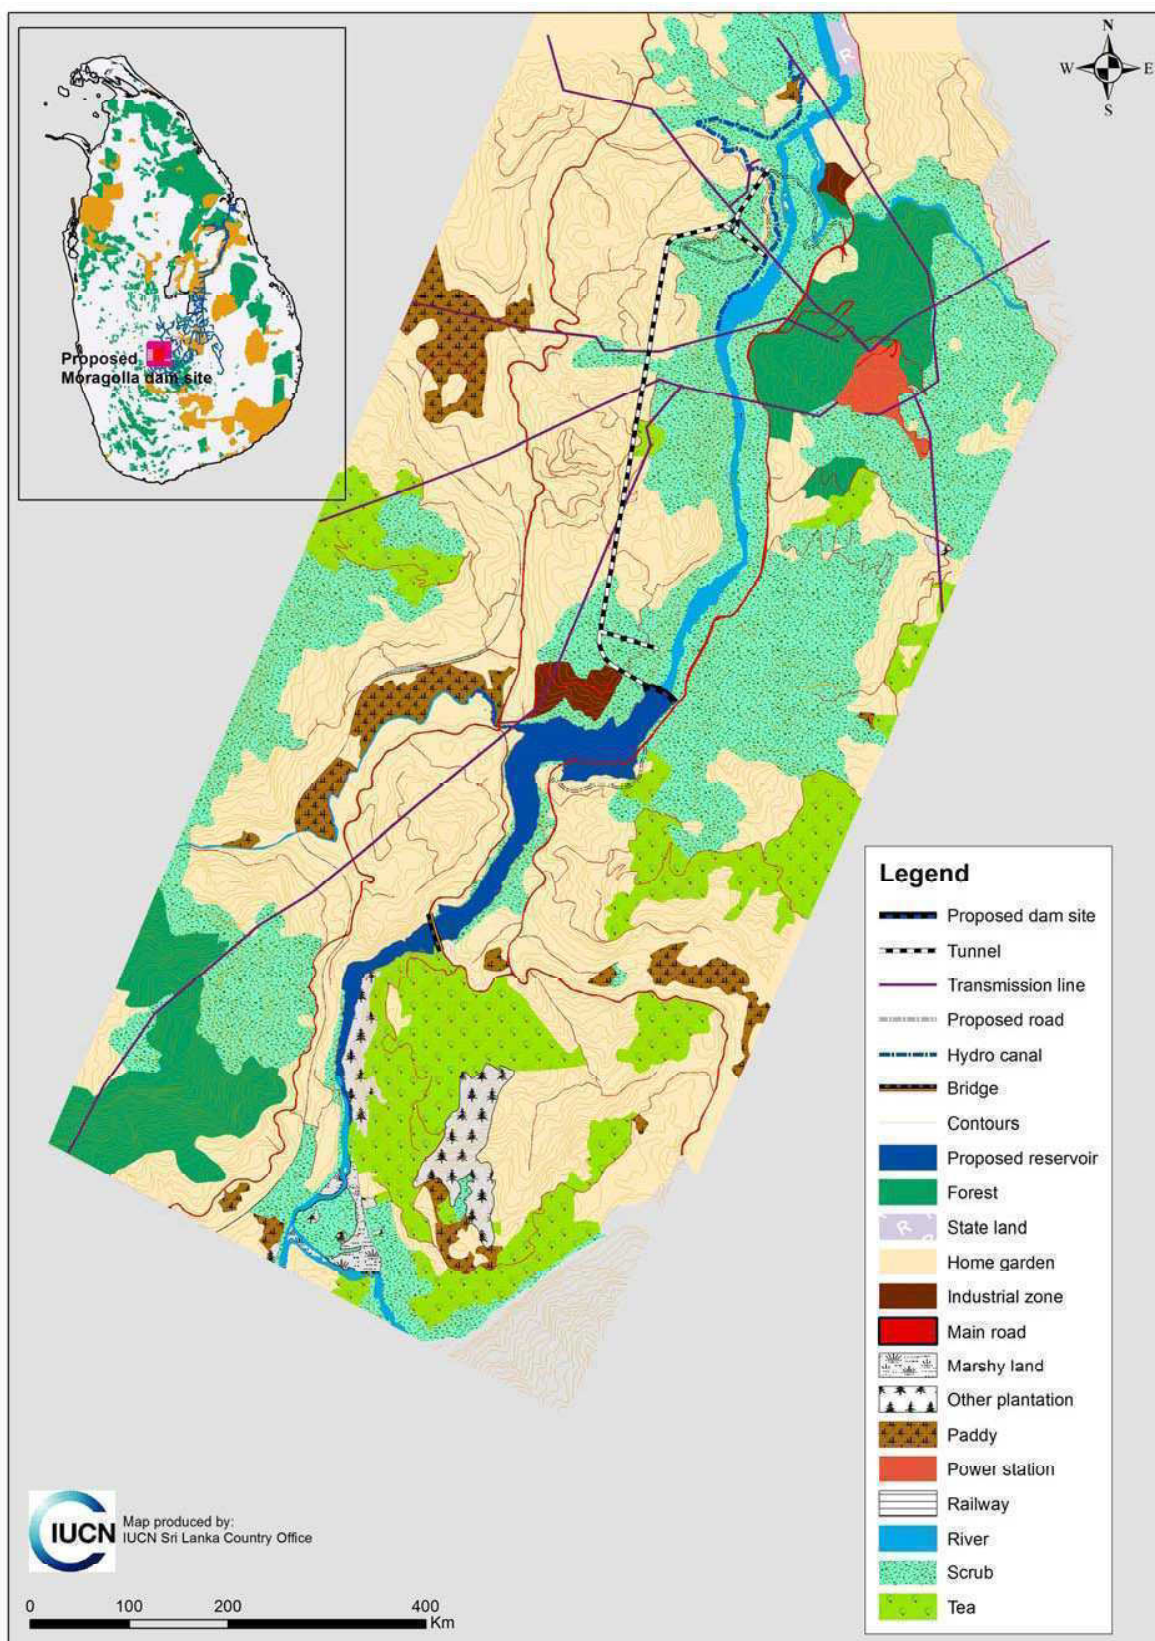 N
W
E
S
Proposed
Moragolla dam site
R
Legend
Proposed dam site
Tunnel
Transmission line
Proposed road
Hydro canal
Bridge
Contours
Proposed reservoir
Forest
R
State land
Home garden
Industrial zone
Main road
Marshy land
Other plantation
Paddy
Power station
Railway
River
Scrub
Tea
IUCN
Map produced by:
IUCN Sri Lanka Country Office
0 100 200 400
Km